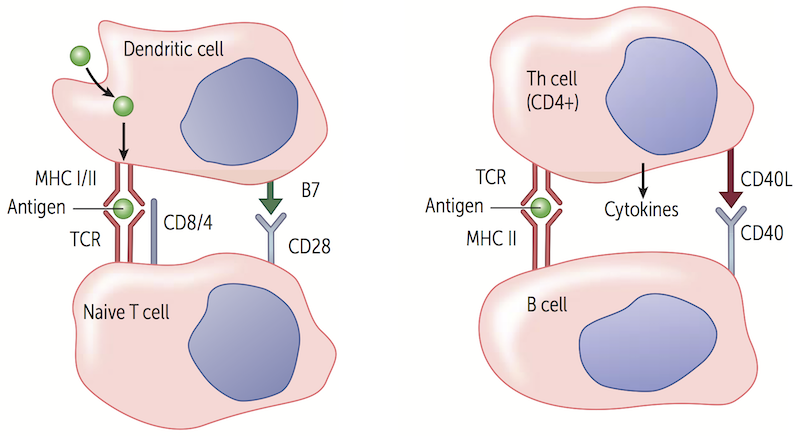 Dendritic cell
MHC I/II
B7
Antigen
CD8/4
TCR
CD28
Naive T cell
Th cell
(CD4+)
TCR
CD40L
Antigen
Cytokines
MHC II
CD40
B cell